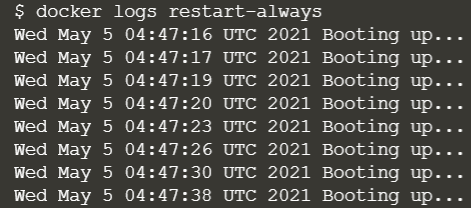 $ docker logs restart-always
Wed May 5 04:47:16 UTC 2021 Booting up...
Wed May 5 04:47:17 UTC 2021 Booting up...
Wed May 5 04:47:19 UTC 2021 Booting up...
Wed May 5 04:47:20 UTC 2021 Booting up...
Wed May 5 04:47:23 UTC 2021 Booting up...
Wed May 5 04:47:26 UTC 2021 Booting up...
Wed May 5 04:47:30 UTC 2021 Booting up...
Wed May 5 04:47:38 UTC 2021 Booting up...